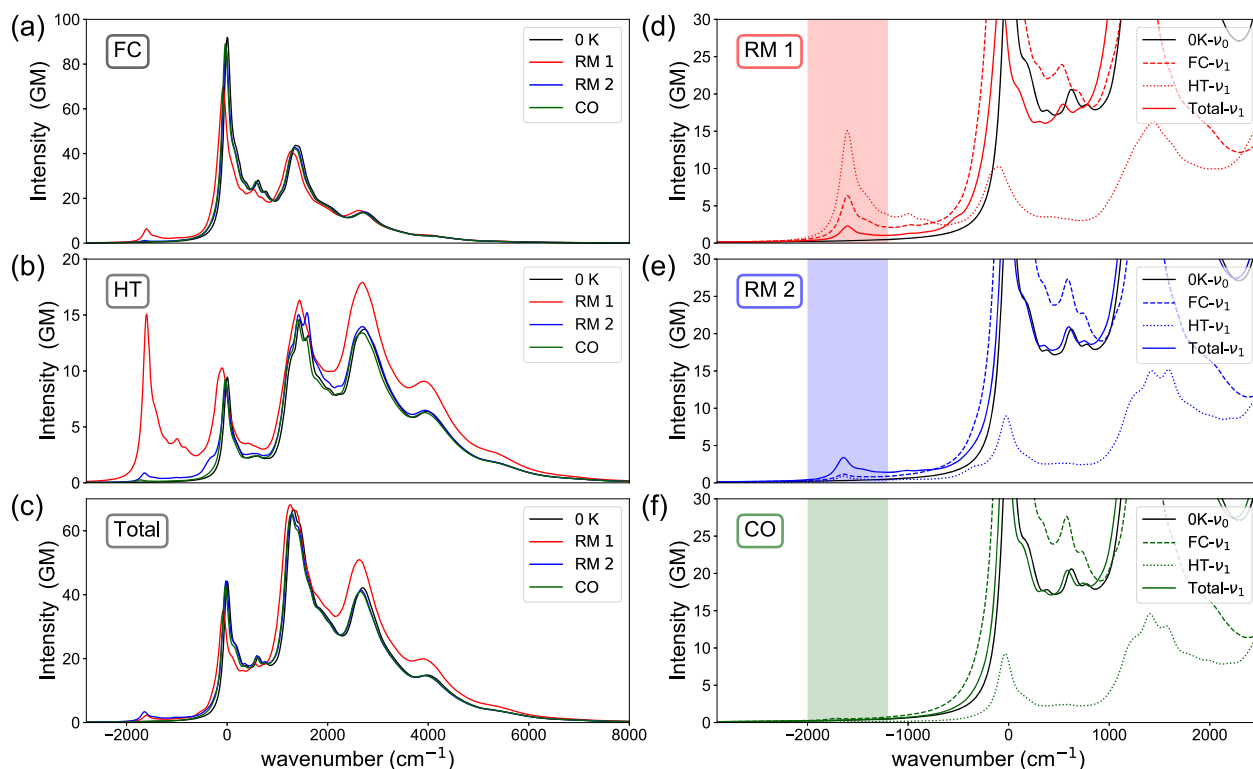 (a)
FC
0 K
RM 1
RM 2
CO
Intensity (GM)
0
20
40
60
80
100
(b)
HT
0 K
RM 1
RM 2
CO
Intensity (GM)
0
5
10
15
20
(c)
Total
0 K
RM 1
RM 2
CO
Intensity (GM)
0
20
40
60
−2000
0
2000
4000
6000
8000
wavenumber (cm⁻¹)
(d)
RM 1
0K-ν₀
FC-ν₁
HT-ν₁
Total-ν₁
Intensity (GM)
0
5
10
15
20
25
30
(e)
RM 2
0K-ν₀
FC-ν₁
HT-ν₁
Total-ν₁
Intensity (GM)
0
5
10
15
20
25
30
(f)
CO
0K-ν₀
FC-ν₁
HT-ν₁
Total-ν₁
Intensity (GM)
0
5
10
15
20
25
30
−2000
−1000
0
1000
2000
wavenumber (cm⁻¹)